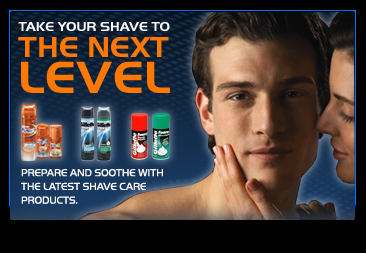 TAKE YOUR SHAVE TO
THE NEXT
LEVEL
PREPARE AND SOOTHE WITH
THE LATEST SHAVE CARE
PRODUCTS.